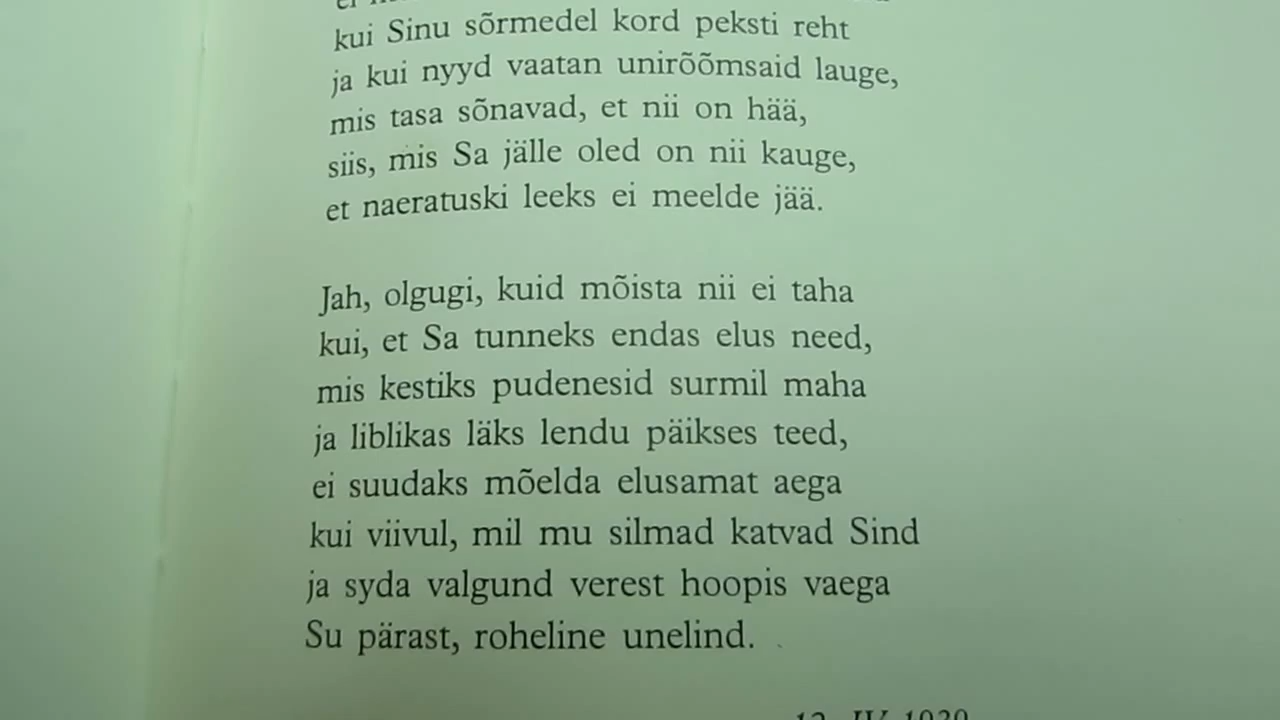 kui Sinu sõrmedel kord peksti reht
ja kui nyyd vaatan unirõõmsaid lauge,
mis tasa sõnavad, et nii on hää,
siis, mis Sa jälle oled on nii kauge,
et naeratuski leeks ei meelde jää.
Jah, olgugi, kuid mõista nii ei taha
kui, et Sa tunneks endas elus need,
mis kestiks pudenesid surmil maha
ja liblikas läks lendu päikses teed,
ei suudaks mõelda elusamat aega
kui viivul, mil mu silmad katvad Sind
ja syda valgund verest hoopis vaega
Su pärast, roheline unelind.